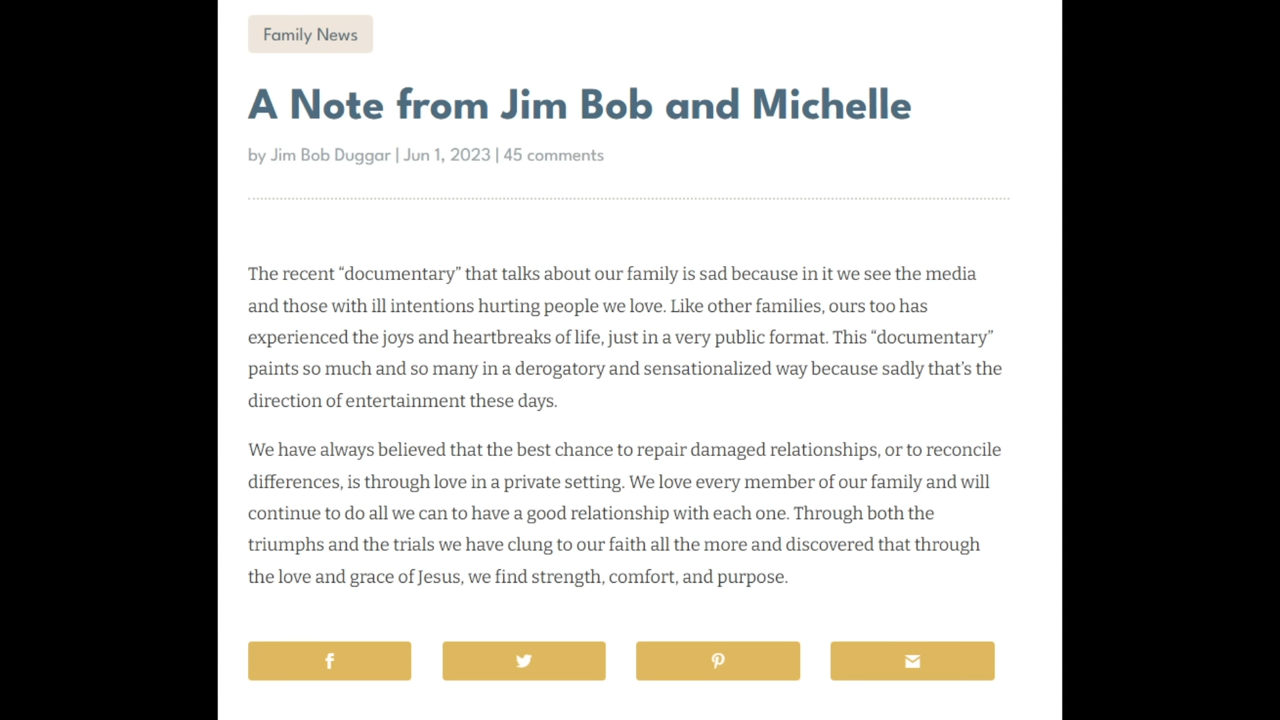 Family News
A Note from Jim Bob and Michelle
by Jim Bob Duggar | Jun 1, 2023 | 45 comments
The recent “documentary” that talks about our family is sad because in it we see the media
and those with ill intentions hurting people we love. Like other families, ours too has
experienced the joys and heartbreaks of life, just in a very public format. This “documentary”
paints so much and so many in a derogatory and sensationalized way because sadly that’s the
direction of entertainment these days.
We have always believed that the best chance to repair damaged relationships, or to reconcile
differences, is through love in a private setting. We love every member of our family and will
continue to do all we can to have a good relationship with each one. Through both the
triumphs and the trials we have clung to our faith all the more and discovered that through
the love and grace of Jesus, we find strength, comfort, and purpose.